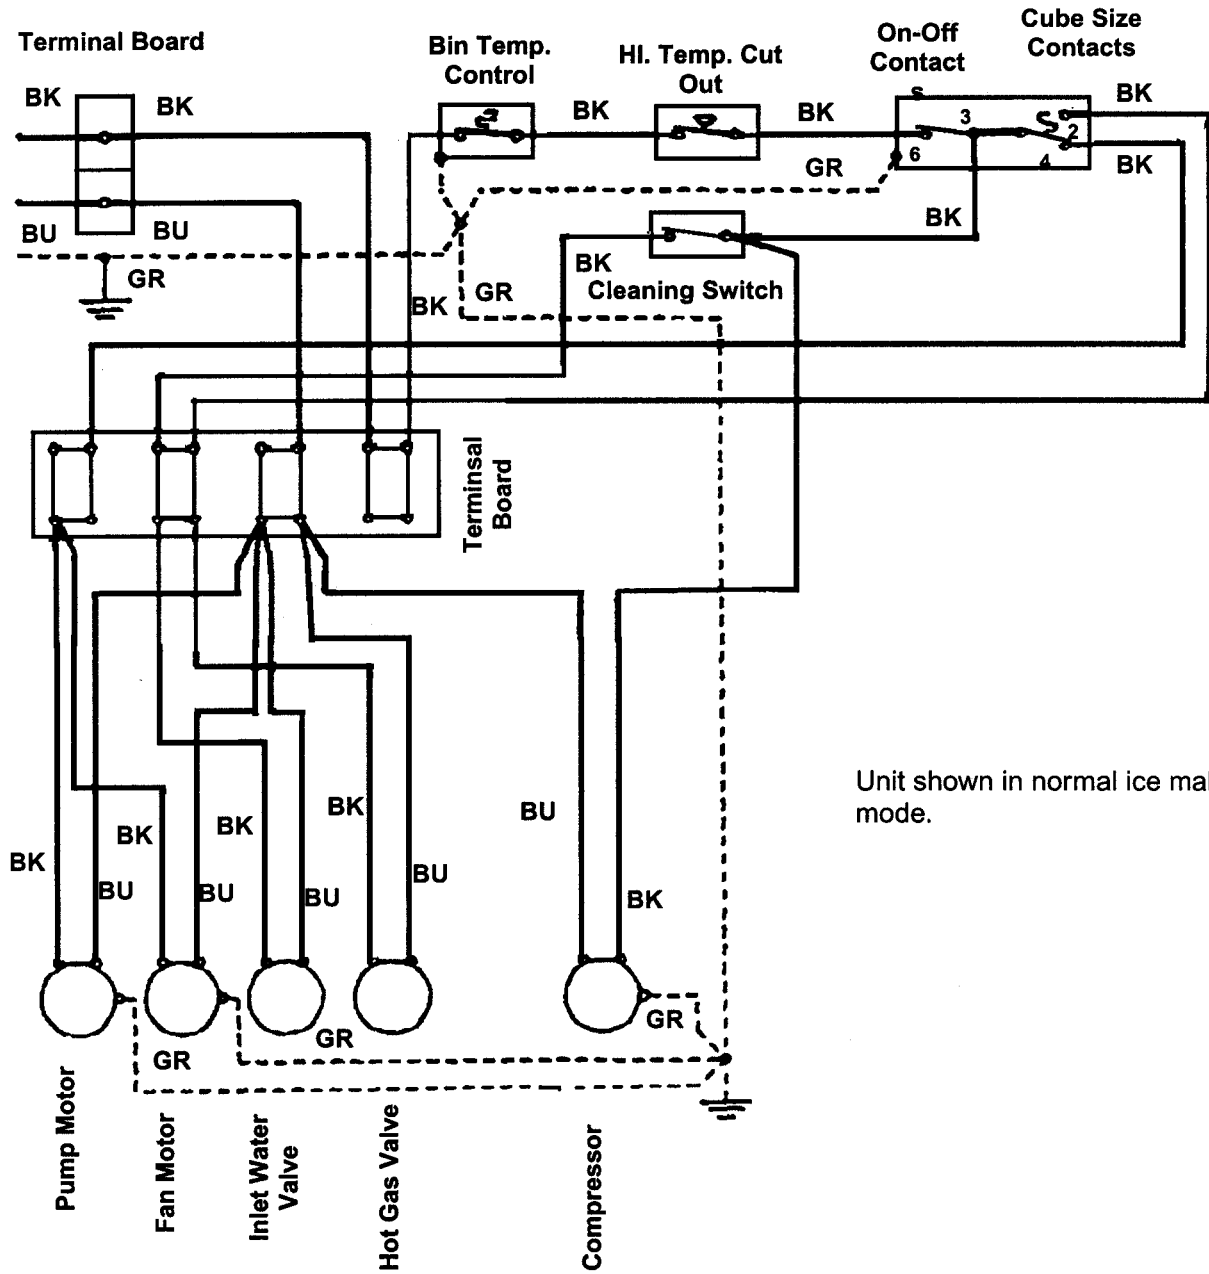 Terminal Board
Bin Temp.
Control
HI. Temp. Cut
Out
On-Off
Contact
Cube Size
Contacts
BK
BK
BK
BK
BK
S
3
2
6
4
BK
GR
BU
BU
GR
BK
BK
GR
BK
Cleaning Switch
Terminsal
Board
Unit shown in normal ice mal
mode.
BK
BU
BK
BU
BK
BU
BK
BU
BU
BK
GR
GR
GR
Pump Motor
Fan Motor
Inlet Water
Valve
Hot Gas Valve
Compressor